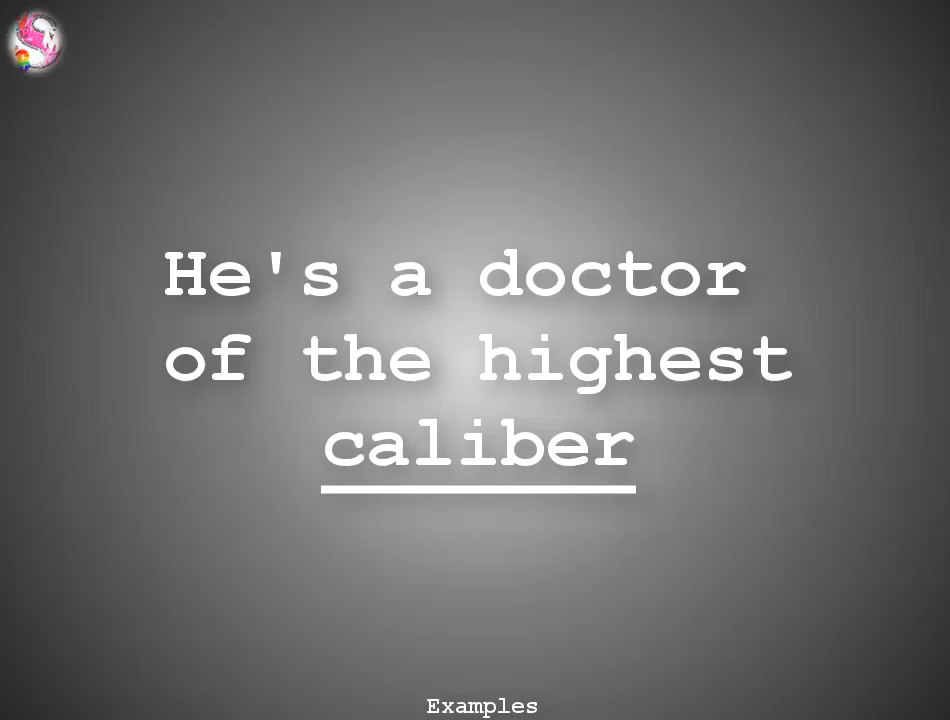 He's a doctor
of the highest
caliber
Examples